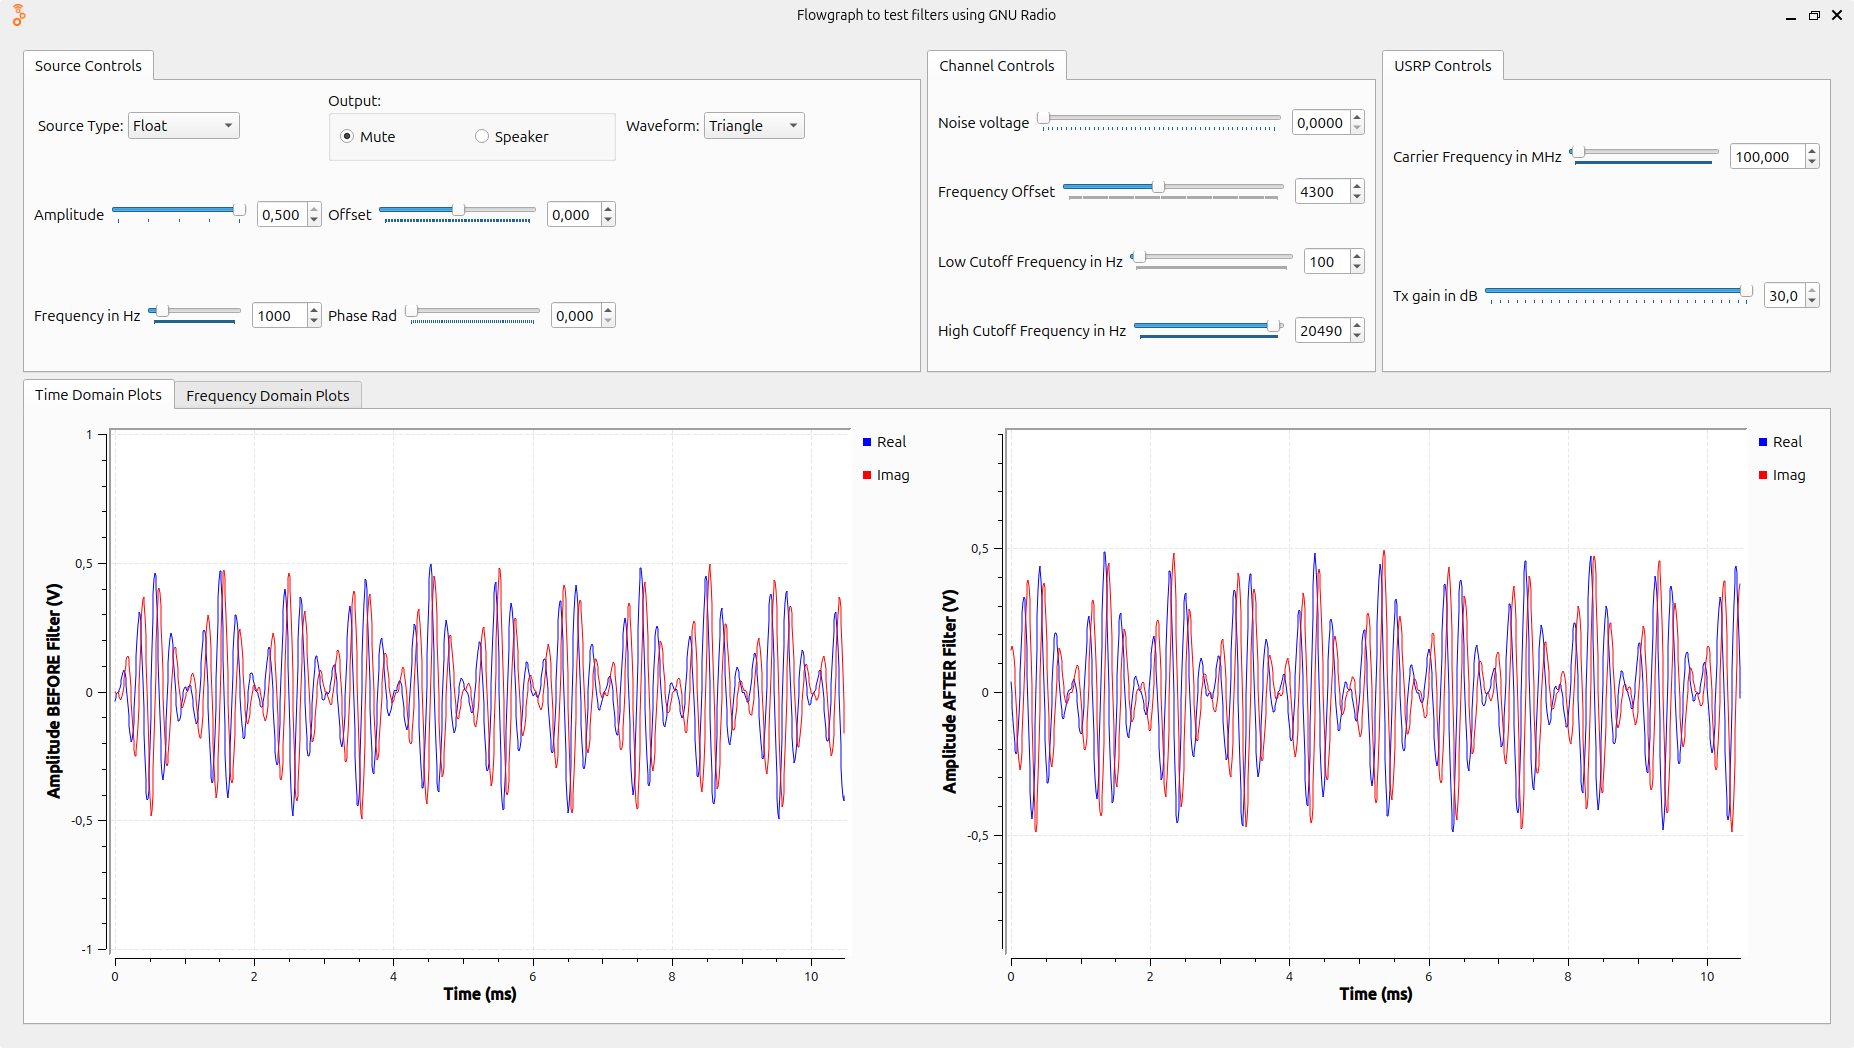 Flowgraph to test filters using GNU Radio
Source Controls
Source Type: Float
Output:
Mute
Speaker
Waveform: Triangle
Amplitude 0,500
Offset 0,000
Frequency in Hz 1000
Phase Rad 0,000
Channel Controls
Noise voltage 0,0000
Frequency Offset 4300
Low Cutoff Frequency in Hz 100
High Cutoff Frequency in Hz 20490
USRP Controls
Carrier Frequency in MHz 100,000
Tx gain in dB 30,0
Time Domain Plots
Frequency Domain Plots
Amplitude BEFORE Filter (V)
1
0,5
0
-0,5
-1
0 2 4 6 8 10
Time (ms)
Real
Imag
Amplitude AFTER Filter (V)
0,5
0
-0,5
0 2 4 6 8 10
Time (ms)
Real
Imag